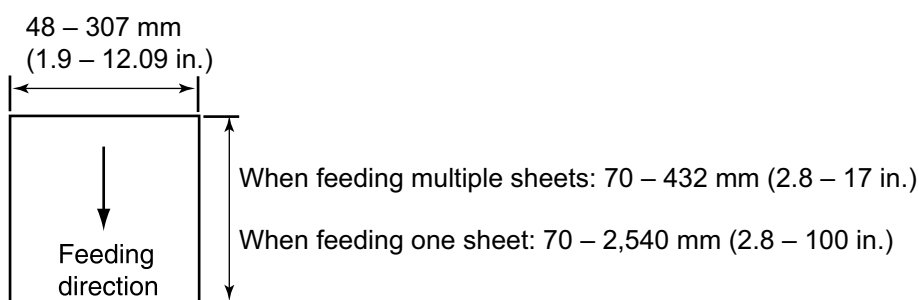 48 – 307 mm
(1.9 – 12.09 in.)
When feeding multiple sheets: 70 – 432 mm (2.8 – 17 in.)
When feeding one sheet: 70 – 2,540 mm (2.8 – 100 in.)
Feeding
direction